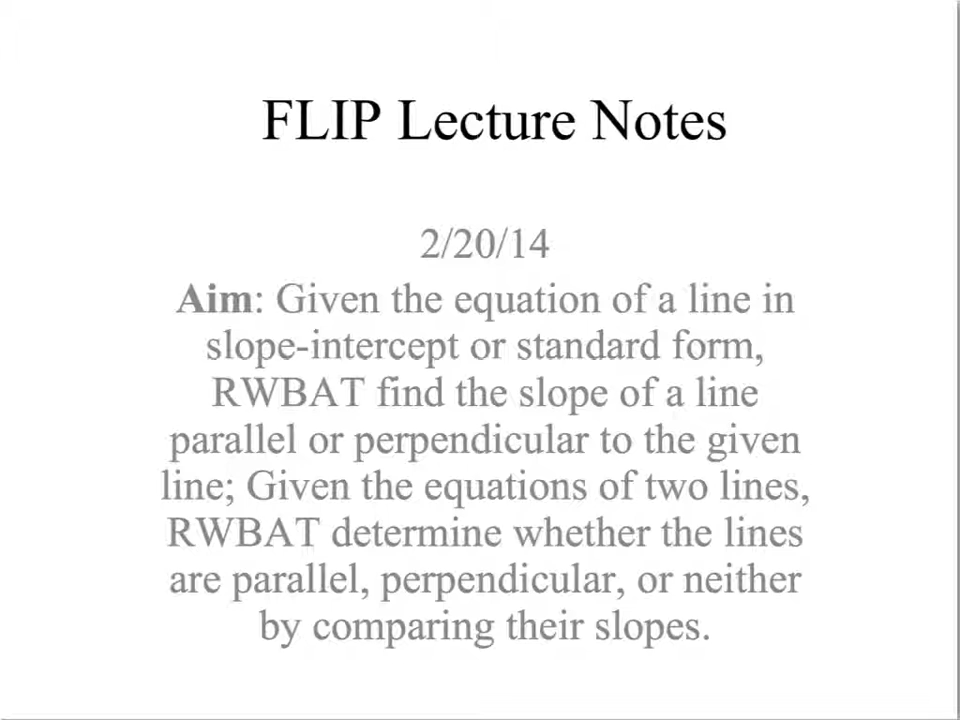 FLIP Lecture Notes
2/20/14
Aim: Given the equation of a line in
slope-intercept or standard form,
RWBAT find the slope of a line
parallel or perpendicular to the given
line; Given the equations of two lines,
RWBAT determine whether the lines
are parallel, perpendicular, or neither
by comparing their slopes.